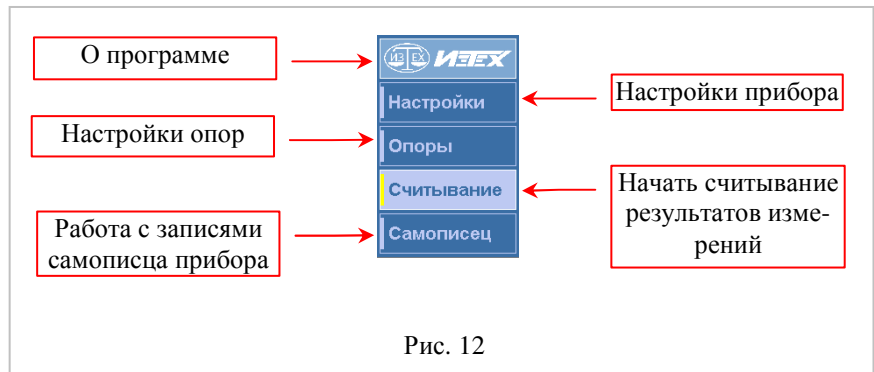 О программе
ИЗ ЕХ ИЗТЕХ
Настройки
Настройки прибора
Настройки опор
Опоры
Считывание
Начать считывание
результатов изме-
рений
Работа с записями
самописца прибора
Самописец
Рис. 12